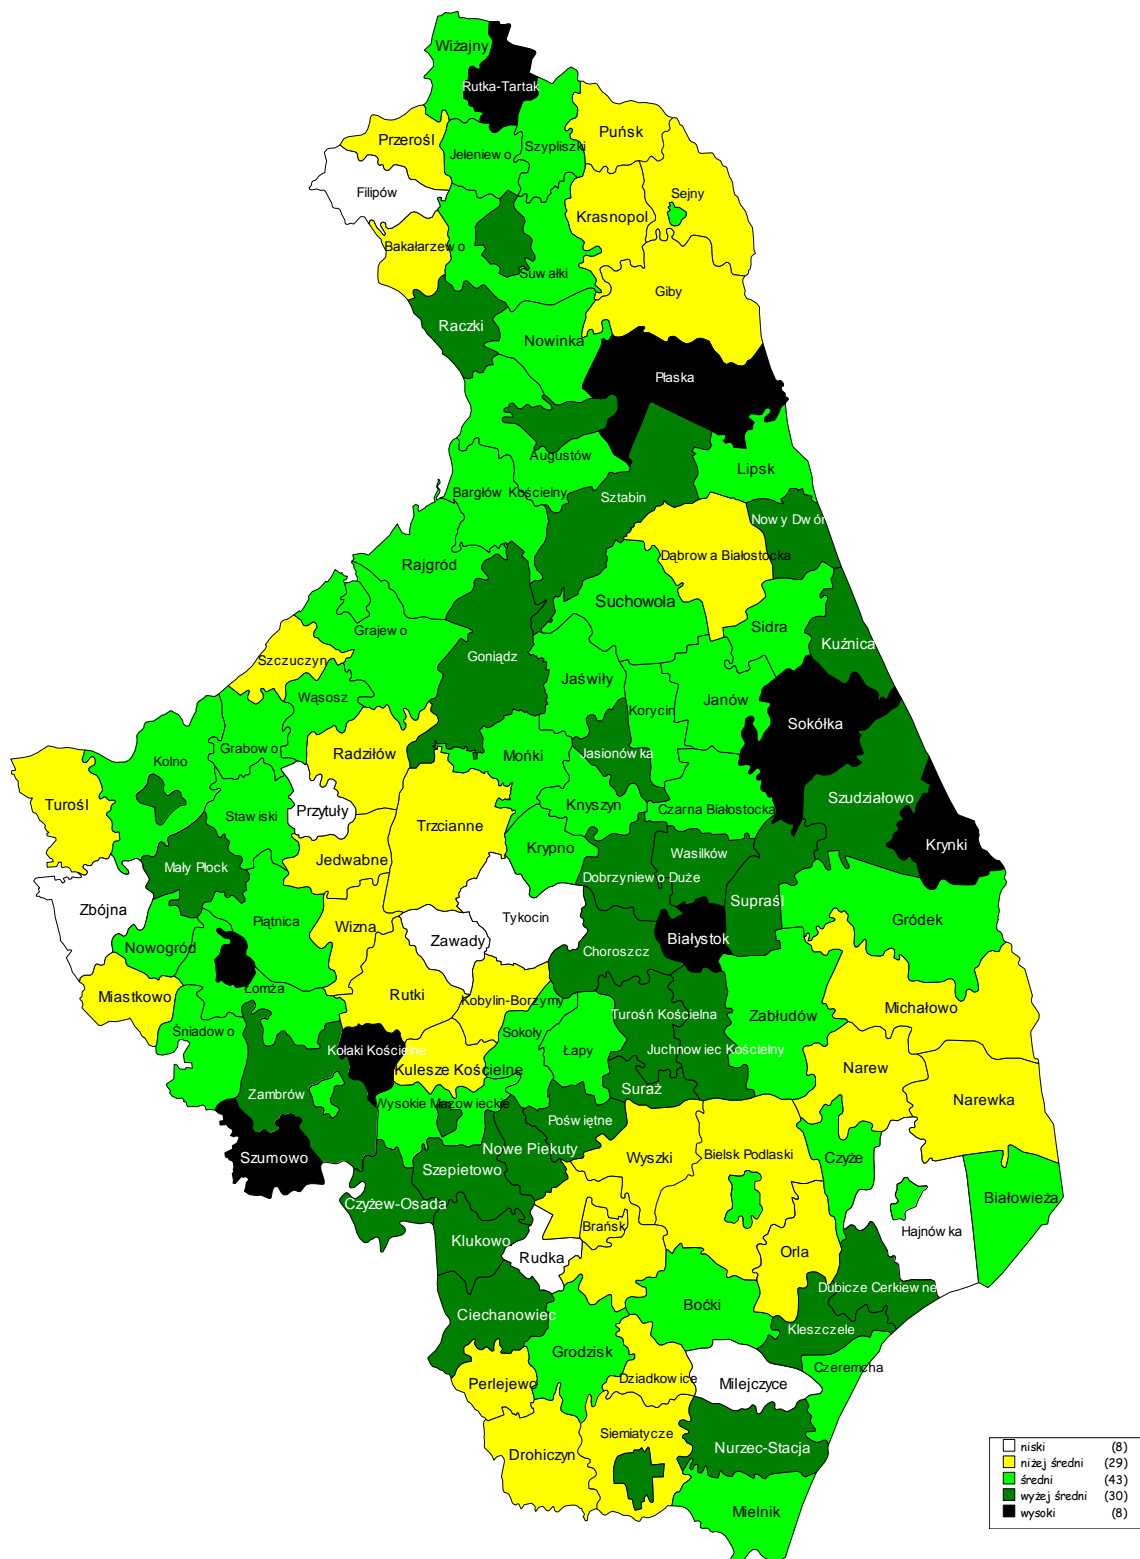 Wiżajny
Rutka-Tartak
Przerośl
Jeleniewo
Szypliszki
Puńsk
Filipów
Sejny
Krasnopol
Bakałarzewo
Suwałki
Giby
Raczki
Nowinka
Płaska
Augustów
Lipsk
Bargłów Kościelny
Sztabin
Nowy Dwór
Dąbrowa Białostocka
Rajgród
Suchowola
Grajewo
Sidra
Kuźnica
Szczuczyn
Goniądz
Jaświły
Wąsosz
Korycin
Janów
Sokółka
Grabowo
Radziłów
Mońki
Jasionówka
Kolno
Turośl
Stawiski
Przytuły
Trzcianne
Knyszyn
Czarna Białostocka
Szudziałowo
Krynki
Mały Płock
Jedwabne
Krypno
Wasilków
Dobrzyniewo Duże
Supraśl
Zbójna
Piątnica
Wizna
Tykocin
Gródek
Nowogród
Zawady
Choroszcz
Białystok
Miastkowo
Łomża
Rutki
Kobylin-Borzymy
Michałowo
Śniadowo
Sokoły
Turośń Kościelna
Zabłudów
Kołaki Kościelne
Łapy
Juchnowiec Kościelny
Kulesze Kościelne
Narew
Zambrów
Suraż
Narewka
Wysokie Mazowieckie
Poświętne
Szumowo
Nowe Piekuty
Szepietowo
Wyszki
Bielsk Podlaski
Czyże
Czyżew-Osada
Białowieża
Klukowo
Brańsk
Hajnówka
Rudka
Orla
Dubicze Cerkiewne
Ciechanowiec
Boćki
Kleszczele
Grodzisk
Czeremcha
Perlejewo
Dziadkowice
Milejczyce
Siemiatycze
Drohiczyn
Nurzec-Stacja
Mielnik
niski (8)
niżej średni (29)
średni (43)
wyżej średni (30)
wysoki (8)